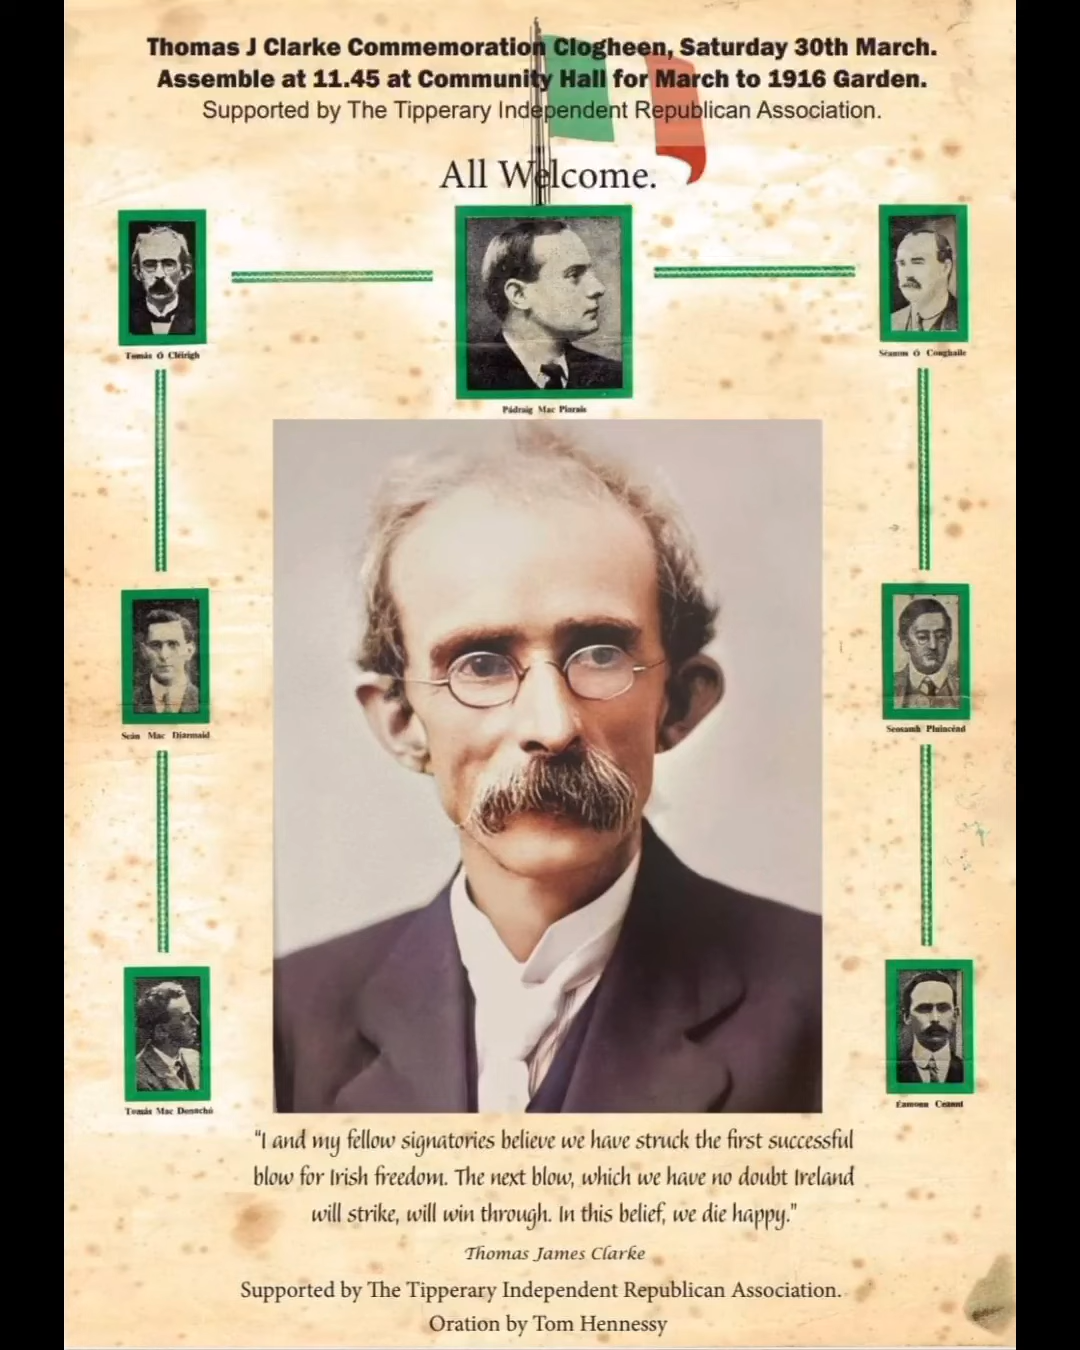 Thomas J Clarke Commemoration Clogheen, Saturday 30th March.
Assemble at 11.45 at Community Hall for March to 1916 Garden.
Supported by The Tipperary Independent Republican Association.
All Welcome.
Tomás Ó Cléirigh
Pádraig Mac Piarais
Séamus Ó Conghaile
Seán Mac Diarmaid
Seosamh Pluincéad
Tomás Mac Donnchú
Éamonn Ceannt
"I and my fellow signatories believe we have struck the first successful
blow for Irish freedom. The next blow, which we have no doubt Ireland
will strike, will win through. In this belief, we die happy."
Thomas James Clarke
Supported by The Tipperary Independent Republican Association.
Oration by Tom Hennessy